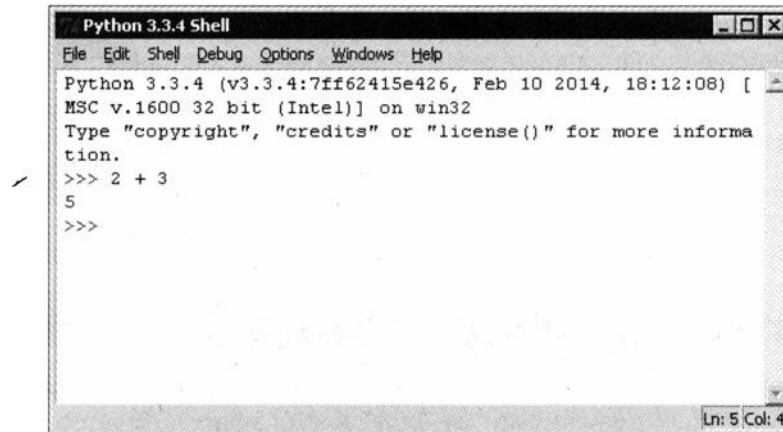 Python 3.3.4 Shell
File Edit Shell Debug Options Windows Help
Python 3.3.4 (v3.3.4:7ff62415e426, Feb 10 2014, 18:12:08) [
MSC v.1600 32 bit (Intel)] on win32
Type "copyright", "credits" or "license()" for more informa
tion.
>>> 2 + 3
5
>>>
Ln: 5 Col: 4